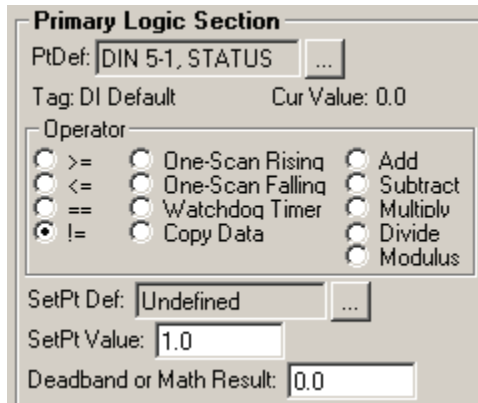 Primary Logic Section
PtDef: DIN 5-1, STATUS ...
Tag: DI Default Cur Value: 0.0
Operator
>= One-Scan Rising Add
<= One-Scan Falling Subtract
== Watchdog Timer Multiply
!= Copy Data Divide
Modulus
SetPt Def: Undefined ...
SetPt Value: 1.0
Deadband or Math Result: 0.0